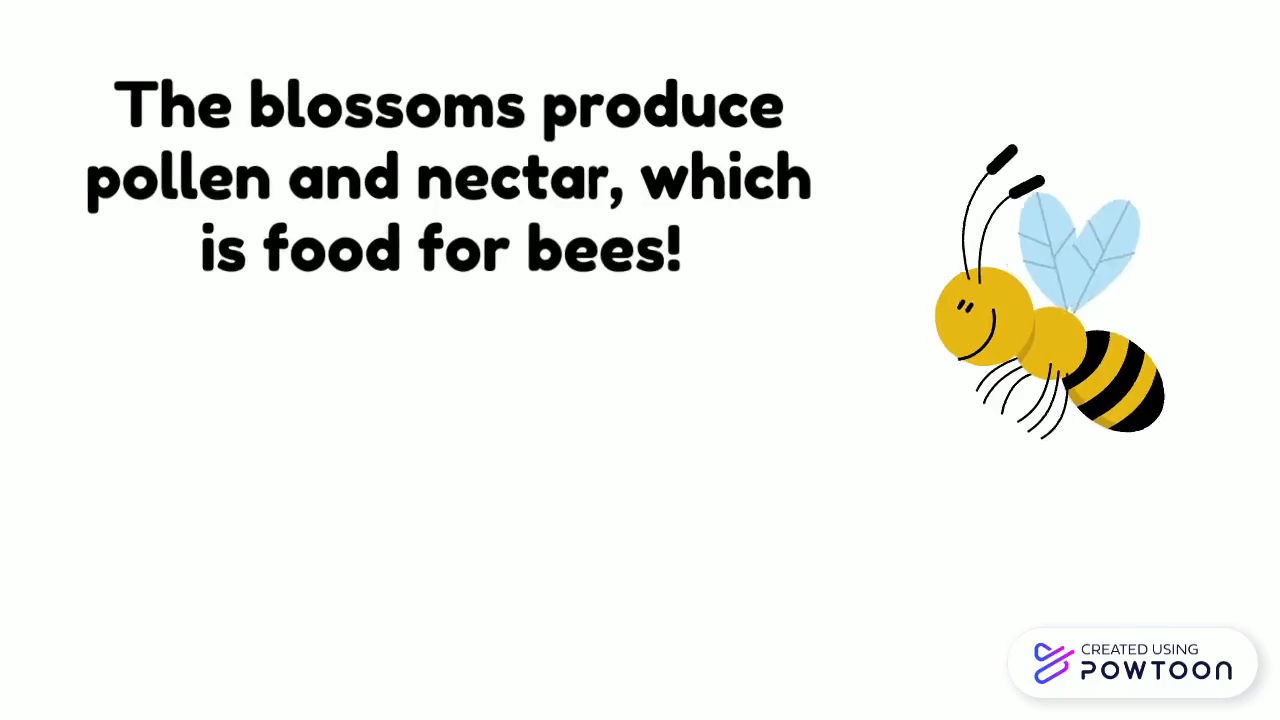 The blossoms produce
pollen and nectar, which
is food for bees!
CREATED USING
POWTOON